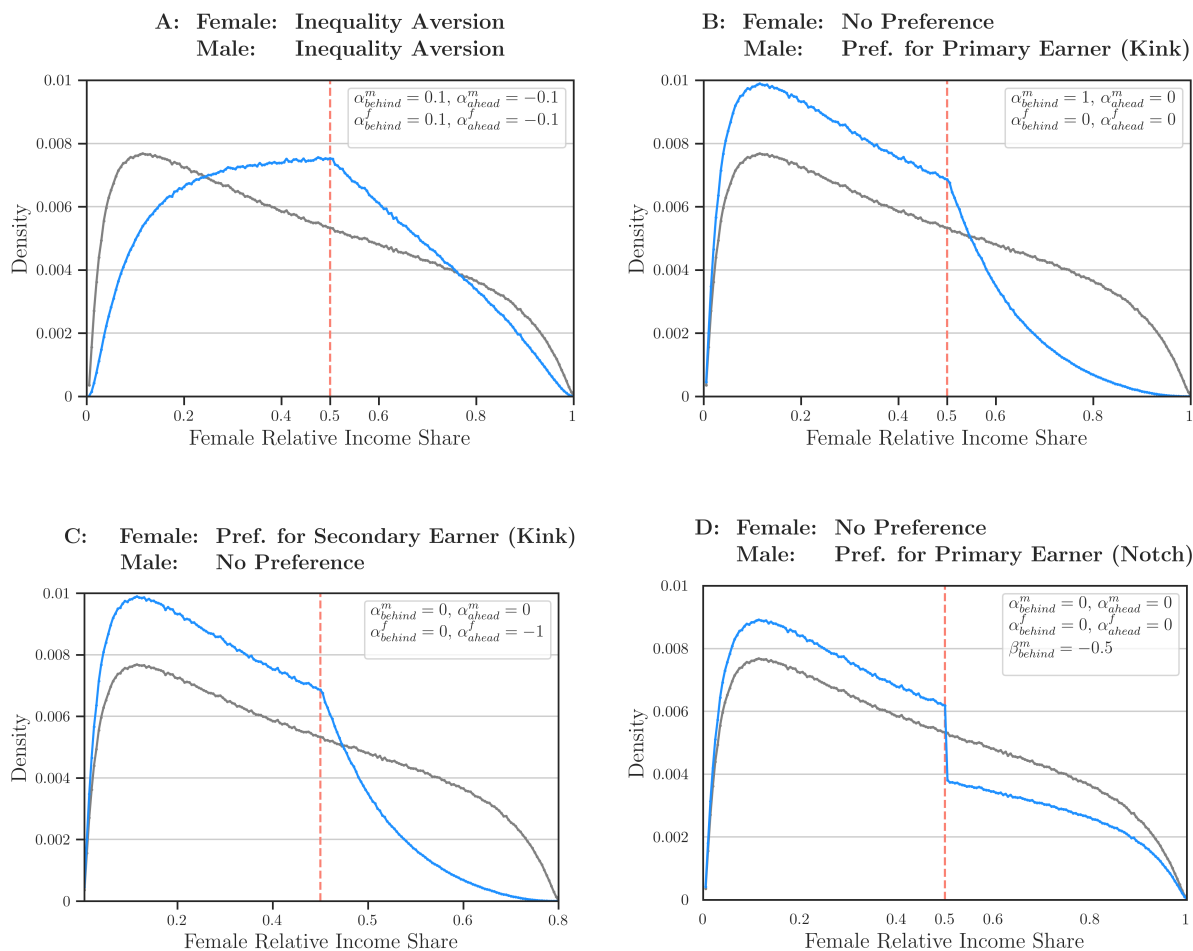 A: Female: Inequality Aversion
Male: Inequality Aversion
0.01
0.008
0.006
0.004
0.002
0
Density
α^m_behind = 0.1, α^m_ahead = −0.1
α^f_behind = 0.1, α^f_ahead = −0.1
0 0.2 0.4 0.5 0.6 0.8 1
Female Relative Income Share
B: Female: No Preference
Male: Pref. for Primary Earner (Kink)
0.01
0.008
0.006
0.004
0.002
0
Density
α^m_behind = 1, α^m_ahead = 0
α^f_behind = 0, α^f_ahead = 0
0 0.2 0.4 0.5 0.6 0.8 1
Female Relative Income Share
C: Female: Pref. for Secondary Earner (Kink)
Male: No Preference
0.01
0.008
0.006
0.004
0.002
0
Density
α^m_behind = 0, α^m_ahead = 0
α^f_behind = 0, α^f_ahead = −1
0.2 0.4 0.5 0.6 0.8
Female Relative Income Share
D: Female: No Preference
Male: Pref. for Primary Earner (Notch)
0.01
0.008
0.006
0.004
0.002
0
Density
α^m_behind = 0, α^m_ahead = 0
α^f_behind = 0, α^f_ahead = 0
β^m_behind = −0.5
0 0.2 0.4 0.5 0.6 0.8 1
Female Relative Income Share